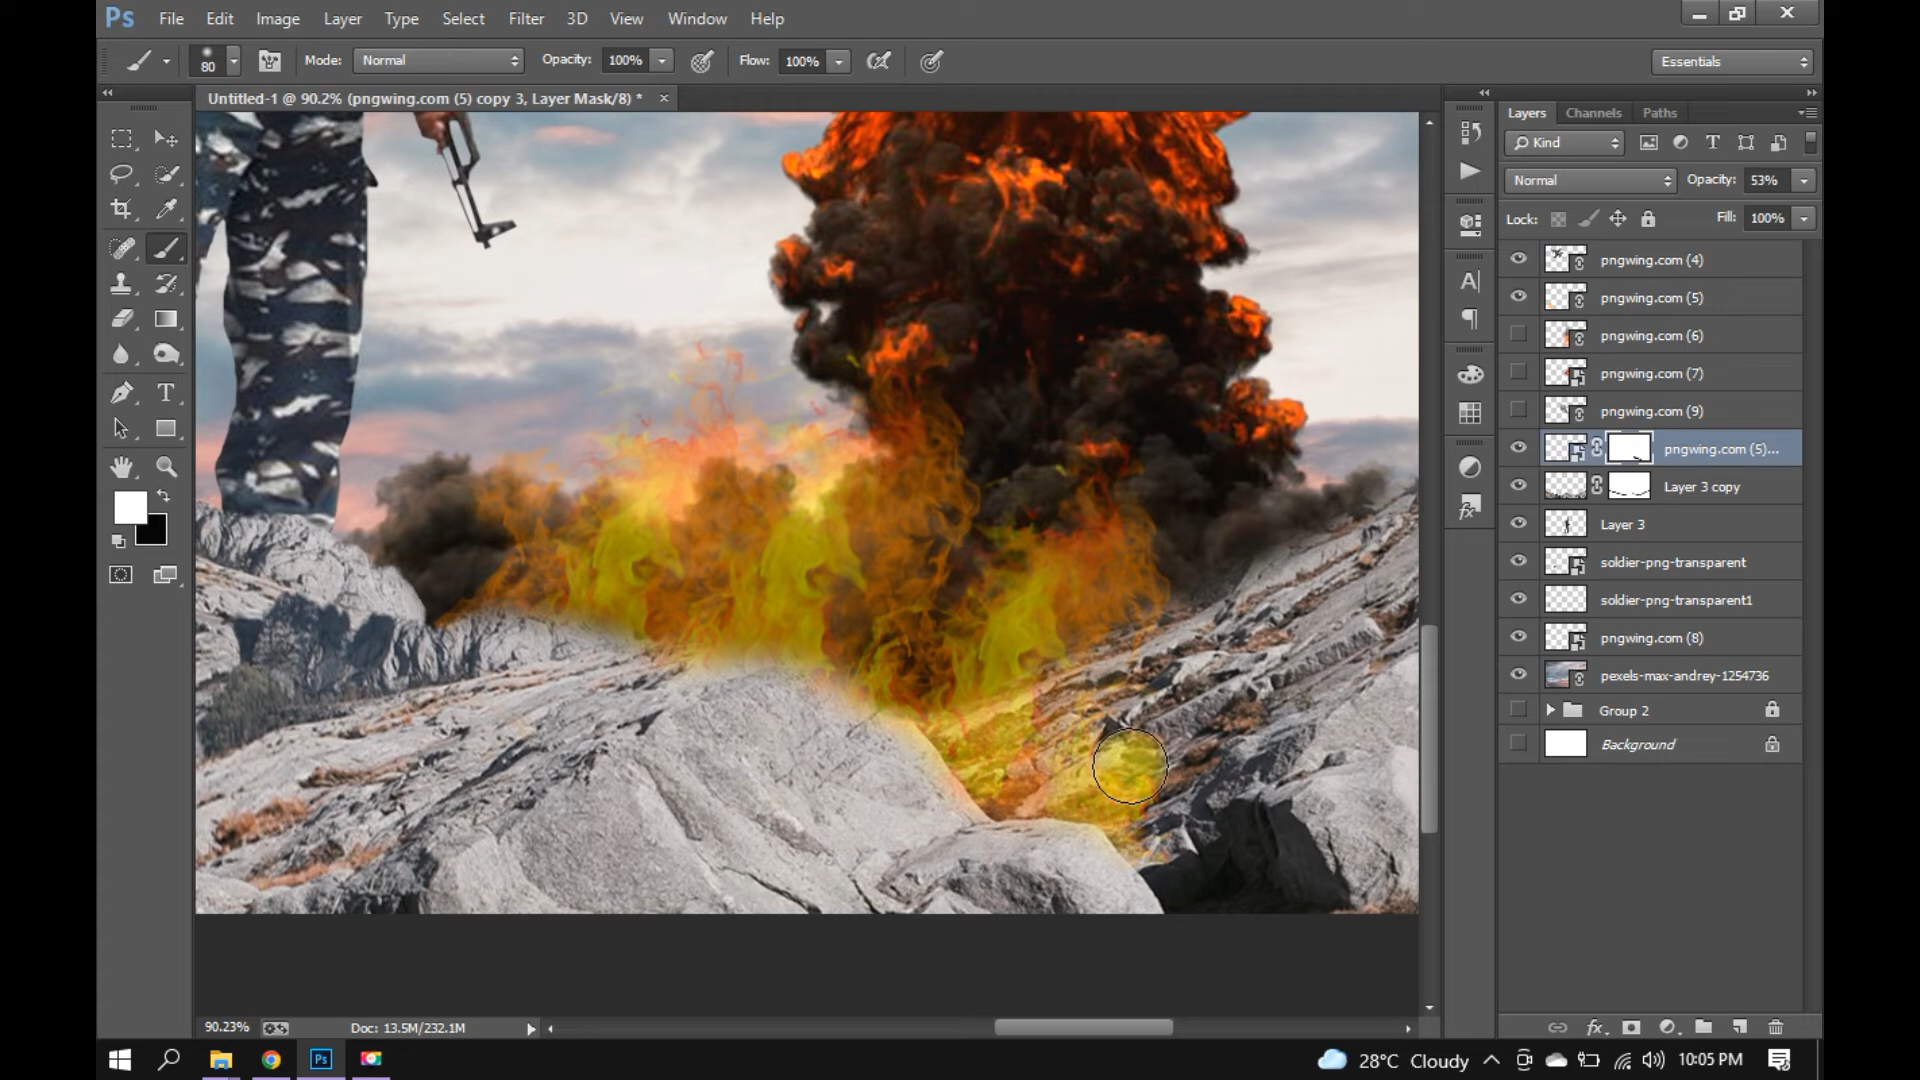 Ps File Edit Image Layer Type Select Filter 3D View Window Help
80 Mode: Normal Opacity: 100% Flow: 100% Essentials
Untitled-1 @ 90.2% (pngwing.com (5) copy 3, Layer Mask/8) * ×
Layers Channels Paths
Kind
Normal Opacity: 53%
Lock: Fill: 100%
pngwing.com (4)
pngwing.com (5)
pngwing.com (6)
pngwing.com (7)
pngwing.com (9)
pngwing.com (5)...
Layer 3 copy
Layer 3
soldier-png-transparent
soldier-png-transparent1
pngwing.com (8)
pexels-max-andrey-1254736
Group 2
Background
90.23% Doc: 13.5M/232.1M
28°C Cloudy 10:05 PM